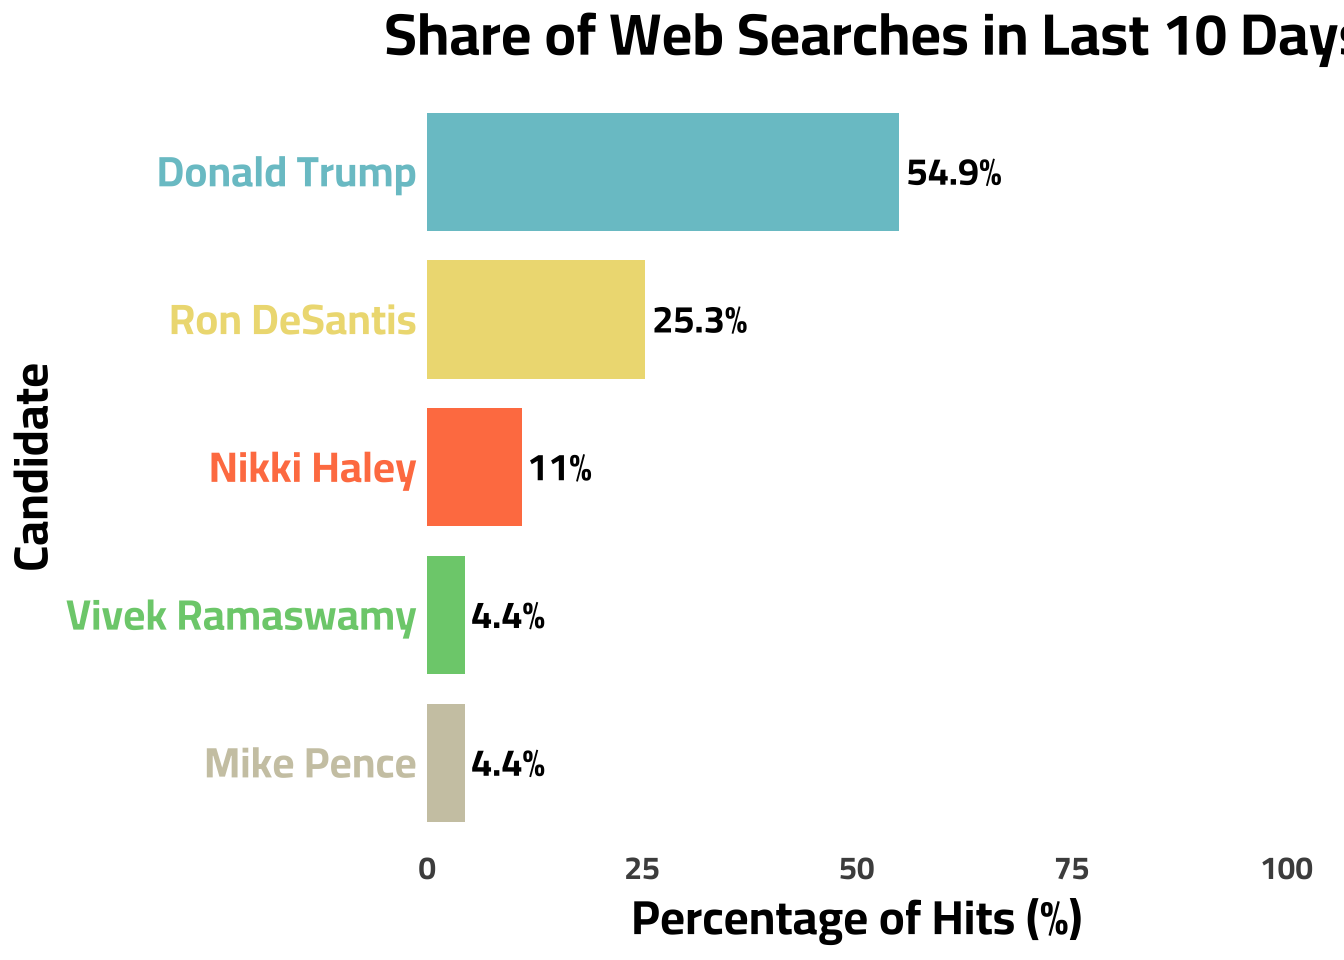 Share of Web Searches in Last 10 Days
Donald Trump 54.9%
Ron DeSantis 25.3%
Nikki Haley 11%
Vivek Ramaswamy 4.4%
Mike Pence 4.4%
Candidate
0 25 50 75 100
Percentage of Hits (%)